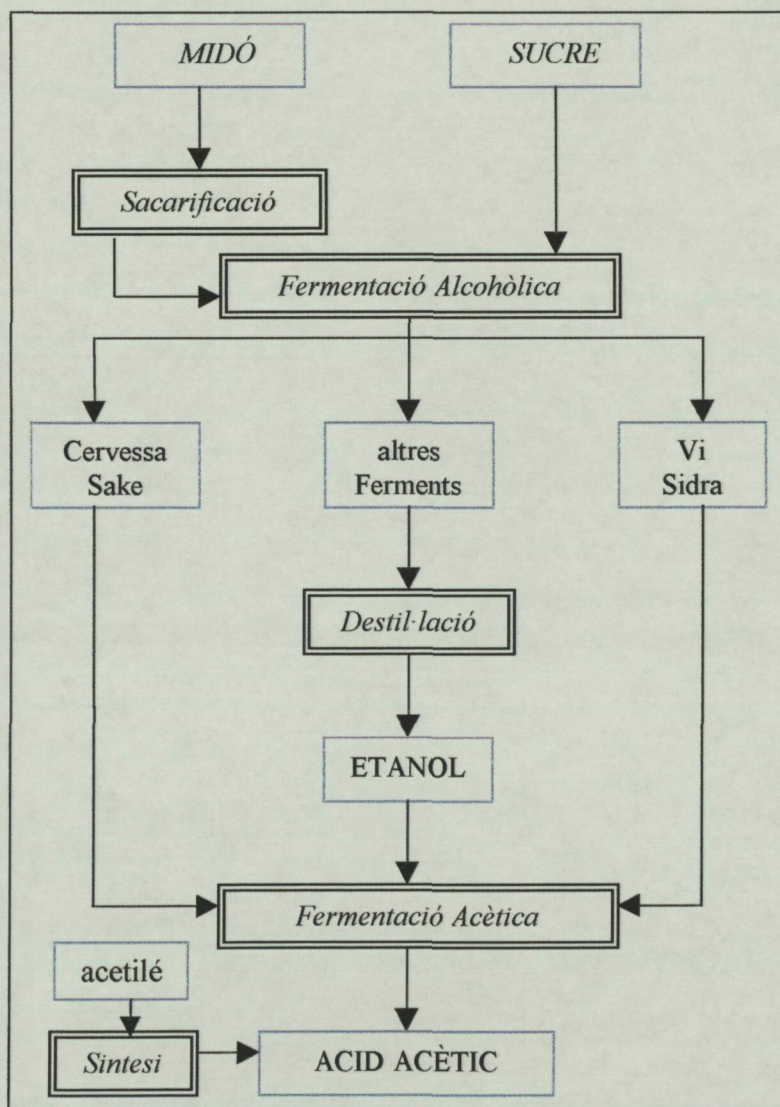 MIDÓ
SUCRE
Sacarificació
Fermentació Alcohòlica
Cervessa
Sake
altres
Ferments
Vi
Sidra
Destil·lació
ETANOL
Fermentació Acètica
acetilé
Sintesi
ACID ACÈTIC